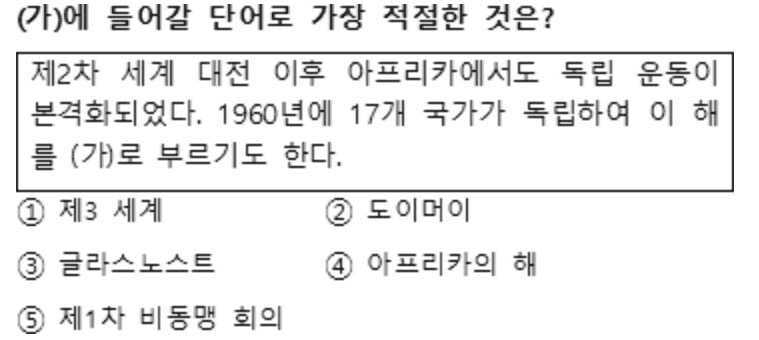 (가)에 들어갈 단어로 가장 적절한 것은?
제2차 세계 대전 이후 아프리카에서도 독립 운동이
본격화되었다. 1960년에 17개 국가가 독립하여 이 해
를 (가)로 부르기도 한다.
① 제3 세계 ② 도이머이
③ 글라스노스트 ④ 아프리카의 해
⑤ 제1차 비동맹 회의